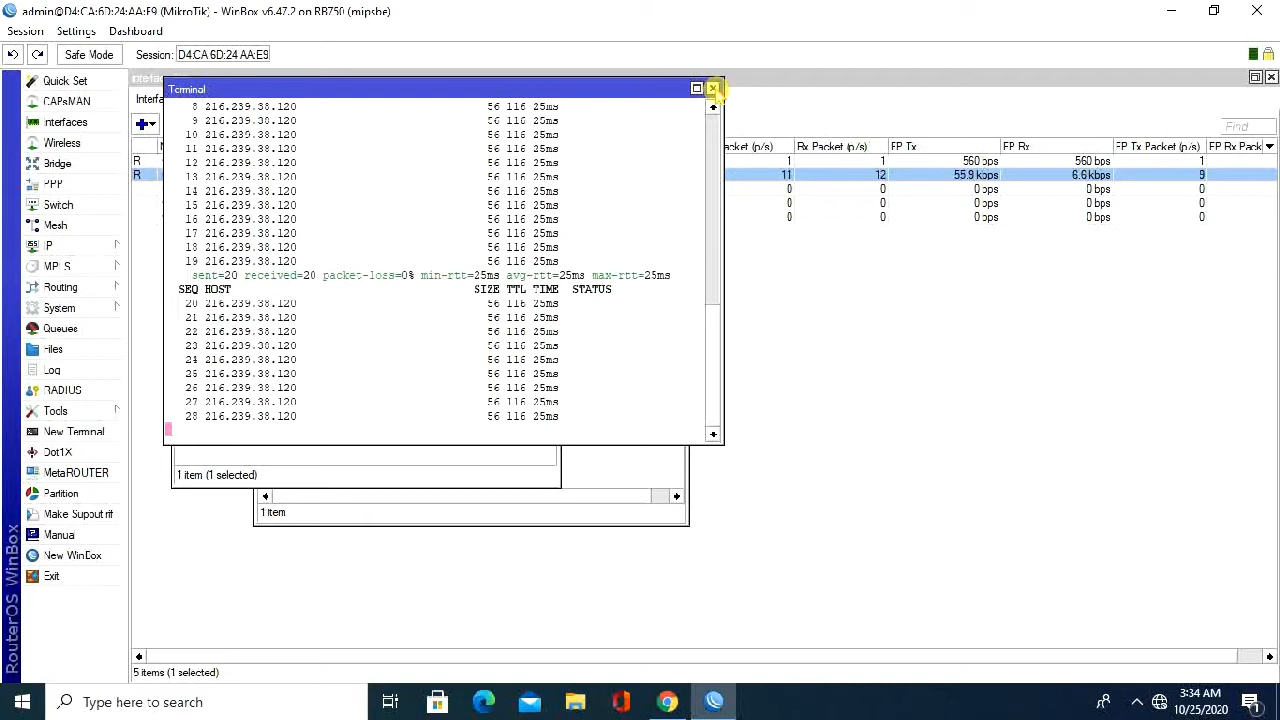 admin@D4:CA:6D:24:AA:E9 (MikroTik) - WinBox v6.47.2 on RB750 (mipsbe)
Session Settings Dashboard
Safe Mode Session: D4:CA:6D:24:AA:E9
Quick Set
CAPsMAN
Interfaces
Wireless
Bridge
PPP
Switch
Mesh
IP
MPLS
Routing
System
Queues
Files
Log
RADIUS
Tools
New Terminal
Dot1X
MetaROUTER
Partition
Make Supout.rif
Manual
New WinBox
Exit
RouterOS WinBox
Terminal
8 216.239.38.120 56 116 25ms
9 216.239.38.120 56 116 25ms
10 216.239.38.120 56 116 25ms
11 216.239.38.120 56 116 25ms
12 216.239.38.120 56 116 25ms
13 216.239.38.120 56 116 25ms
14 216.239.38.120 56 116 25ms
15 216.239.38.120 56 116 25ms
16 216.239.38.120 56 116 25ms
17 216.239.38.120 56 116 25ms
18 216.239.38.120 56 116 25ms
19 216.239.38.120 56 116 25ms
sent=20 received=20 packet-loss=0% min-rtt=25ms avg-rtt=25ms max-rtt=25ms
SEQ HOST SIZE TTL TIME STATUS
20 216.239.38.120 56 116 25ms
21 216.239.38.120 56 116 25ms
22 216.239.38.120 56 116 25ms
23 216.239.38.120 56 116 25ms
24 216.239.38.120 56 116 25ms
25 216.239.38.120 56 116 25ms
26 216.239.38.120 56 116 25ms
27 216.239.38.120 56 116 25ms
28 216.239.38.120 56 116 25ms
1 item (1 selected)
1 item
Find
acket (p/s) Rx Packet (p/s) FP Tx FP Rx FP Tx Packet (p/s) FP Rx Pack
R 1 1 560 bps 560 bps 1
R 11 12 55.9 kbps 6.6 kbps 9
0 0 0 bps 0 bps 0
0 0 0 bps 0 bps 0
0 0 0 bps 0 bps 0
5 items (1 selected)
Type here to search
3:34 AM
10/25/2020